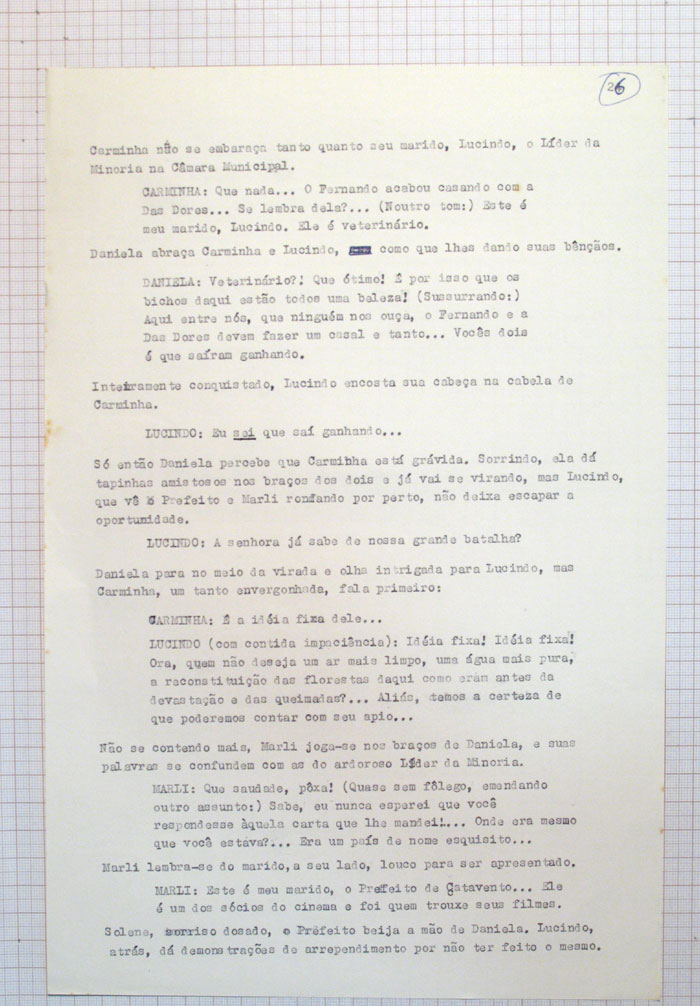 26
Carminha não se embaraça tanto quanto seu marido, Lucindo, o Líder da
Minoria na Câmara Municipal.
CARMINHA: Que nada... O Fernando acabou casando com a
Das Dores... Se lembra dela?... (Noutro tom:) Este é
meu marido, Lucindo. Ele é veterinário.
Daniela abraça Carminha e Lucindo, como que lhes dando suas bênçãos.
DANIELA: Veterinário?! Que ótimo! É por isso que os
bichos daqui estão todos uma beleza! (Sussurrando:)
Aqui entre nós, que ninguém nos ouça, o Fernando e a
Das Dores devem fazer um casal e tanto... Vocês dois
é que saíram ganhando.
Inteiramente conquistado, Lucindo encosta sua cabeça na cabela de
Carminha.
LUCINDO: Eu sei que saí ganhando...
Só então Daniela percebe que Carminha está grávida. Sorrindo, ela dá
tapinhas amistosos nos braços dos dois e já vai se virando, mas Lucindo,
que vê o Prefeito e Marli rondando por perto, não deixa escapar a
oportunidade.
LUCINDO: A senhora já sabe de nossa grande batalha?
Daniela para no meio da virada e olha intrigada para Lucindo, mas
Carminha, um tanto envergonhada, fala primeiro:
CARMINHA: É a idéia fixa dele...
LUCINDO (com contida impaciência): Idéia fixa! Idéia fixa!
Ora, quem não deseja um ar mais limpo, uma água mais pura,
a raconstituição das florestas daqui como eram antes da
devastação e das queimadas?... Aliás, temos a certeza de
que poderemos contar com seu apio...
Não se contendo mais, Marli joga-se nos braços de Daniela, e suas
palavras se confundem com as do ardoroso Líder da Minoria.
MARLI: Que saudade, pôxa! (Quase sem fôlego, emendando
outro assunto:) Sabe, eu nunca esperei que você
respondesse àquela carta que lhe mandei!... Onde era mesmo
que você estava?... Era um país de nome esquisito...
Marli lembra-se do marido, a seu lado, louco para ser apresentado.
MARLI: Este é meu marido, o Prefeito de Catavento... Ele
é um dos sócios do cinema e foi quem trouxe seus filmes.
Solene, sorriso dosado, o Prefeito beija a mão de Daniela. Lucindo,
atrás, dá demonstrações de arrependimento por não ter feito o mesmo.